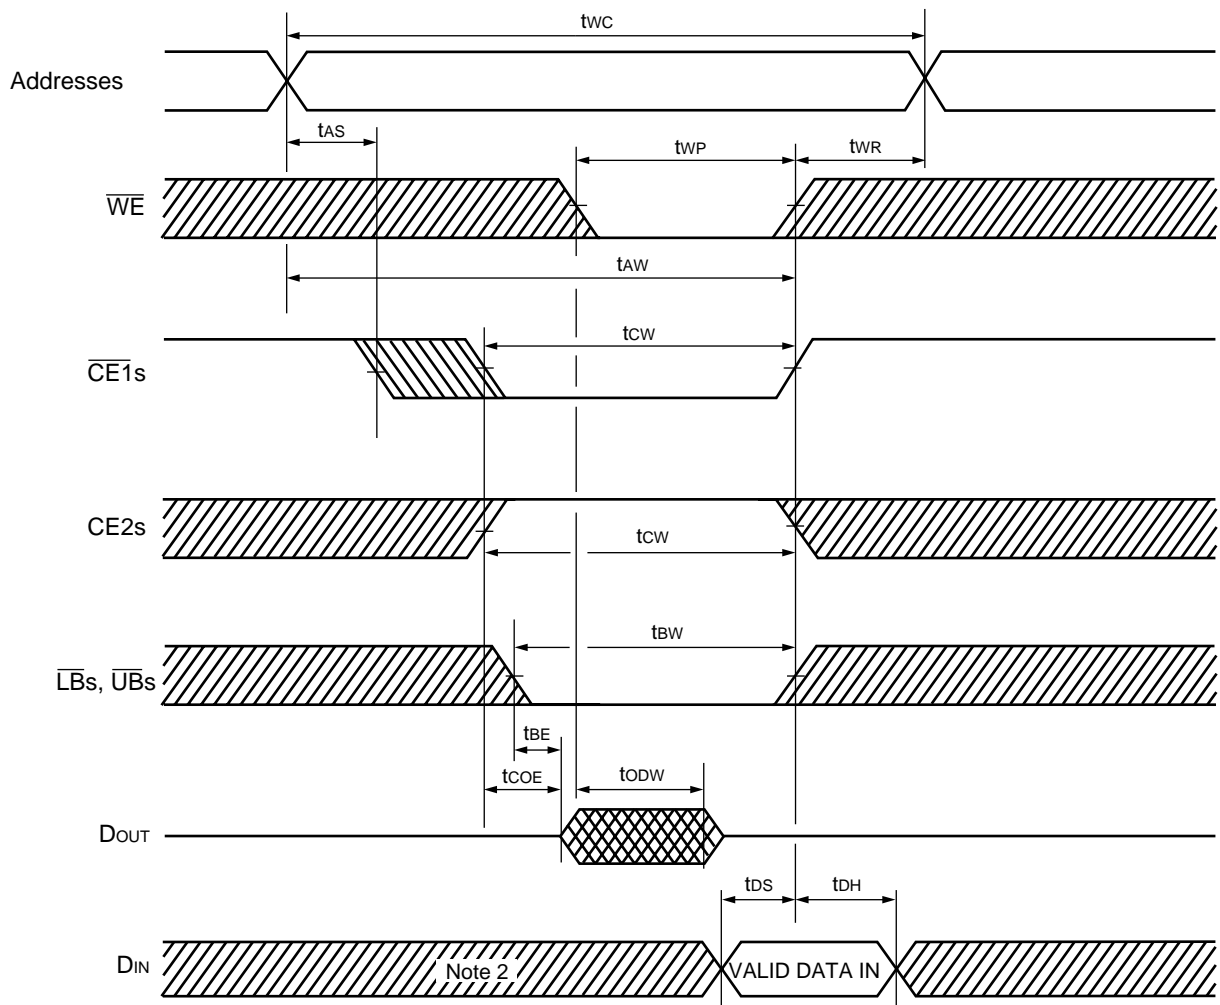 tWC
Addresses
tAS
tWP
tWR
WE
tAW
tCW
CE1s
CE2s
tCW
tBW
LBs, UBs
tBE
tCOE
tODW
DOUT
tDS
tDH
DIN
Note 2
VALID DATA IN